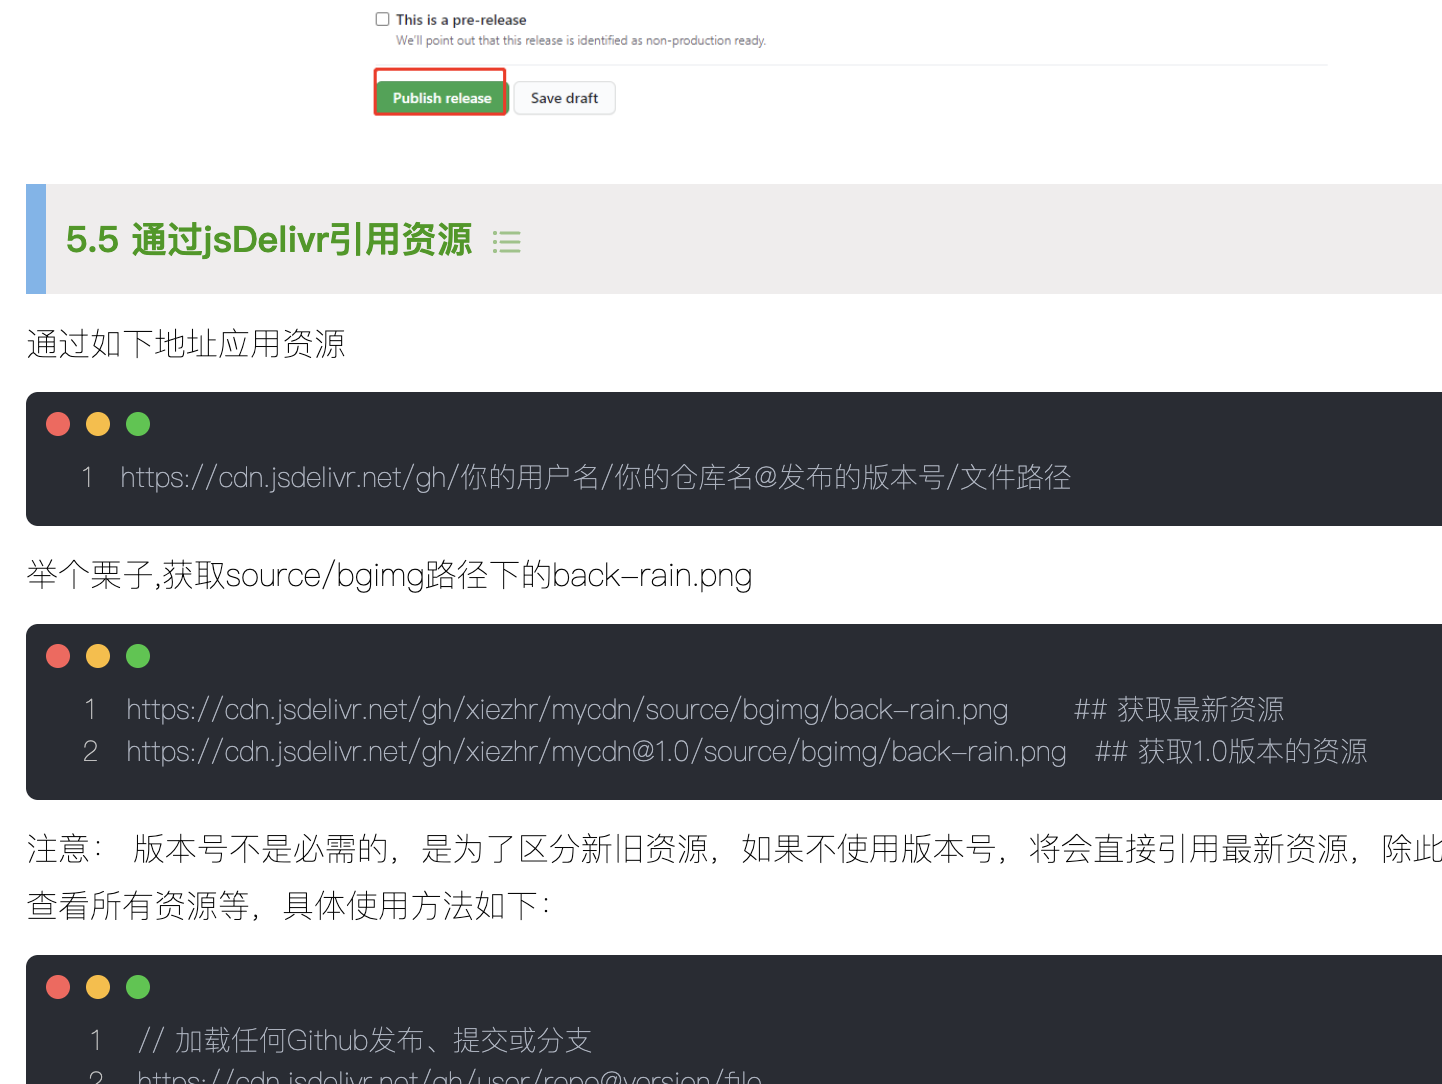 This is a pre-release
We'll point out that this release is identified as non-production ready.
Publish release Save draft
5.5 通过jsDelivr引用资源
通过如下地址应用资源
1 https://cdn.jsdelivr.net/gh/你的用户名/你的仓库名@发布的版本号/文件路径
举个栗子,获取source/bgimg路径下的back-rain.png
1 https://cdn.jsdelivr.net/gh/xiezhr/mycdn/source/bgimg/back-rain.png ## 获取最新资源
2 https://cdn.jsdelivr.net/gh/xiezhr/mycdn@1.0/source/bgimg/back-rain.png ## 获取1.0版本的资源
注意： 版本号不是必需的，是为了区分新旧资源，如果不使用版本号，将会直接引用最新资源，除此
查看所有资源等，具体使用方法如下：
1 // 加载任何Github发布、提交或分支
2 https://cdn.jsdelivr.net/gh/user/repo@version/file